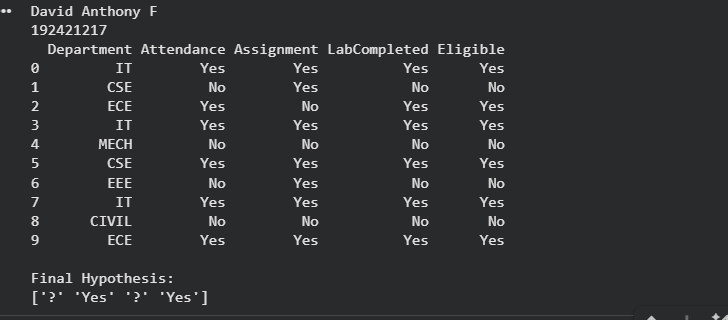 David Anthony F
192421217
Department Attendance Assignment LabCompleted Eligible
0 IT Yes Yes Yes Yes
1 CSE No Yes No No
2 ECE Yes No Yes Yes
3 IT Yes Yes Yes Yes
4 MECH No No No No
5 CSE Yes Yes Yes Yes
6 EEE No Yes No No
7 IT Yes Yes Yes Yes
8 CIVIL No No No No
9 ECE Yes Yes Yes Yes
Final Hypothesis:
['?' 'Yes' '?' 'Yes']